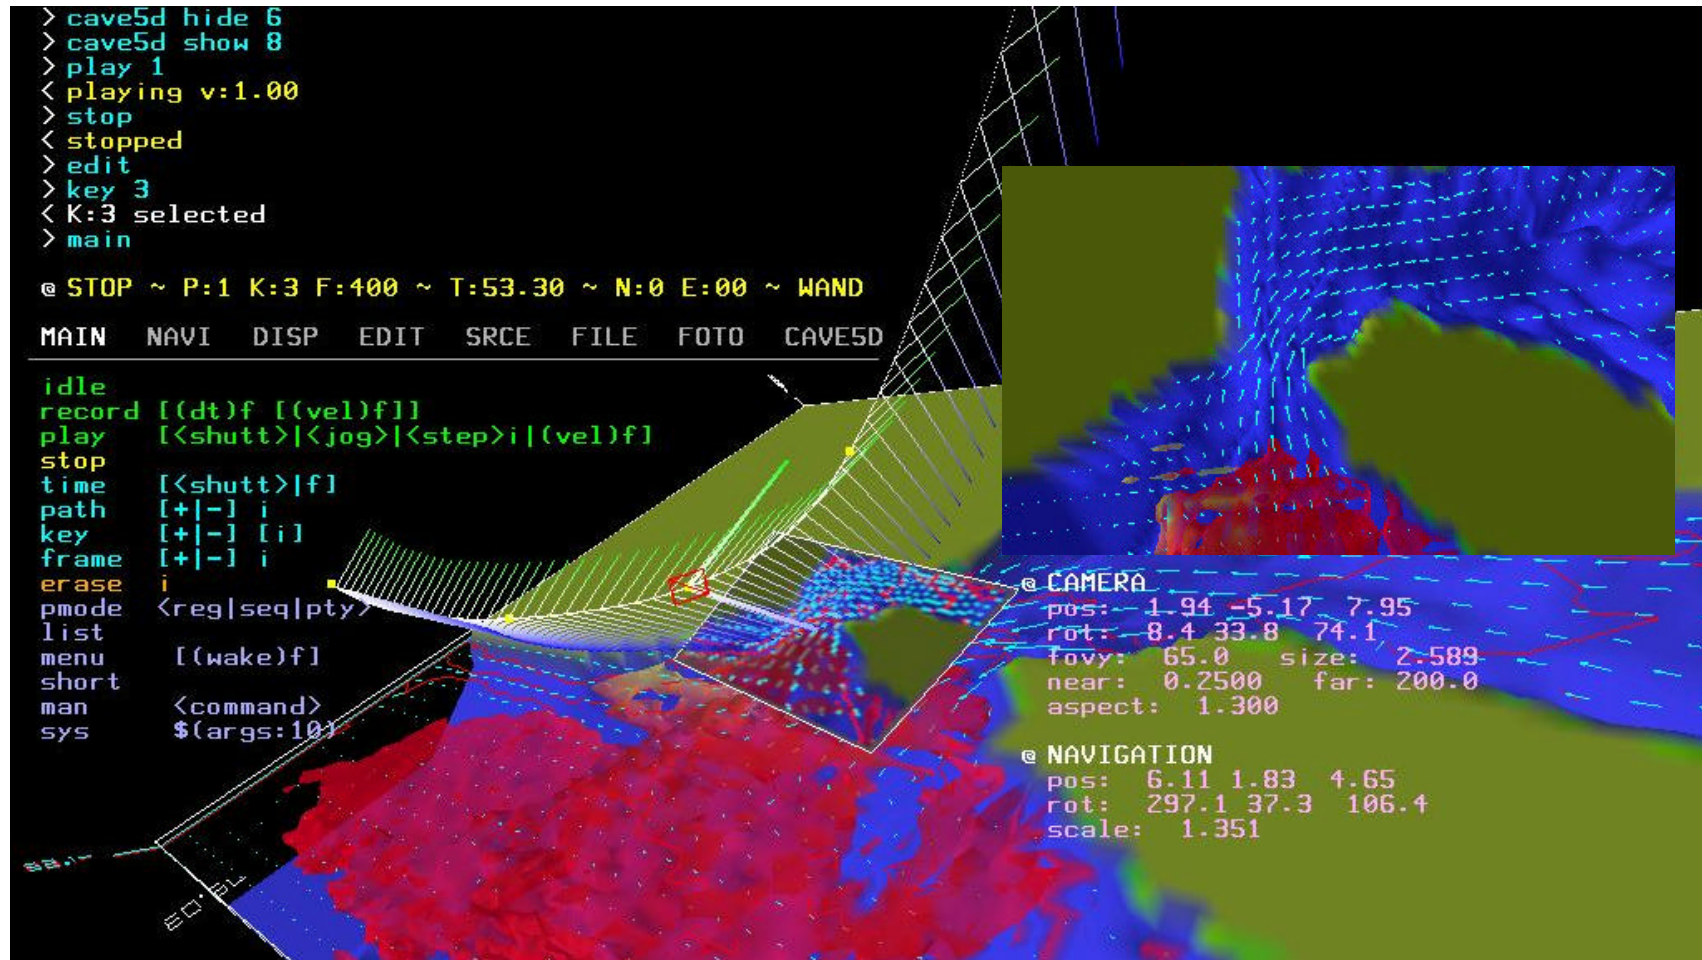 > cave5d hide 6
> cave5d show 8
> play 1
< playing v:1.00
> stop
< stopped
> edit
> key 3
< K:3 selected
> main
@ STOP ~ P:1 K:3 F:400 ~ T:53.30 ~ N:0 E:00 ~ WAND
MAIN NAVI DISP EDIT SRCE FILE FOTO CAVE5D
idle
record [(dt)f [(vel)f]]
play [<shutt>|<jog>|<step>i|(vel)f]
stop
time [<shutt>|f]
path [+|-] i
key [+|-] [i]
frame [+|-] i
erase i
pmode <reg|seq|pty>
list
menu [(wake)f]
short
man <command>
sys $(args:10)
@ CAMERA
pos: 1.94 -5.17 7.95
rot: 8.4 33.8 74.1
fovy: 65.0 size: 2.589
near: 0.2500 far: 200.0
aspect: 1.300
@ NAVIGATION
pos: 6.11 1.83 4.65
rot: 297.1 37.3 106.4
scale: 1.351